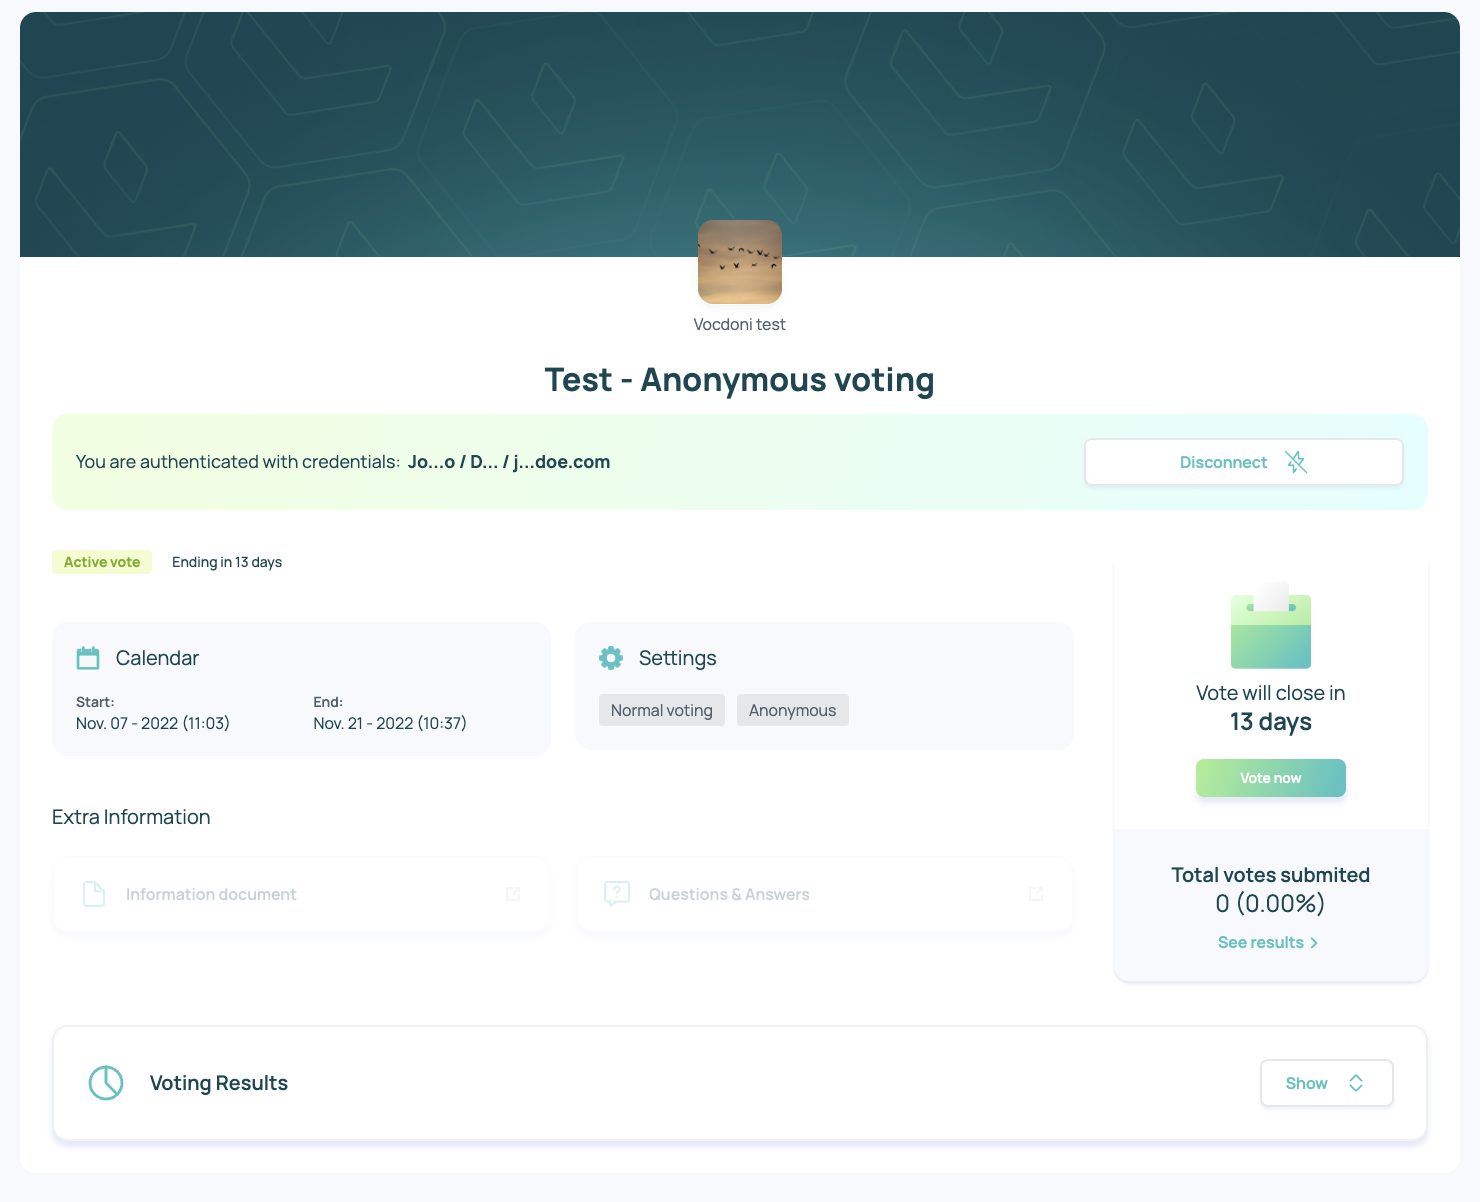 Vocdoni test
Test - Anonymous voting
You are authenticated with credentials: Jo...o / D... / j...doe.com
Disconnect
Active vote
Ending in 13 days
Calendar
Start:
Nov. 07 - 2022 (11:03)
End:
Nov. 21 - 2022 (10:37)
Settings
Normal voting
Anonymous
Extra Information
Information document
Questions & Answers
Vote will close in
13 days
Vote now
Total votes submited
0 (0.00%)
See results
Voting Results
Show